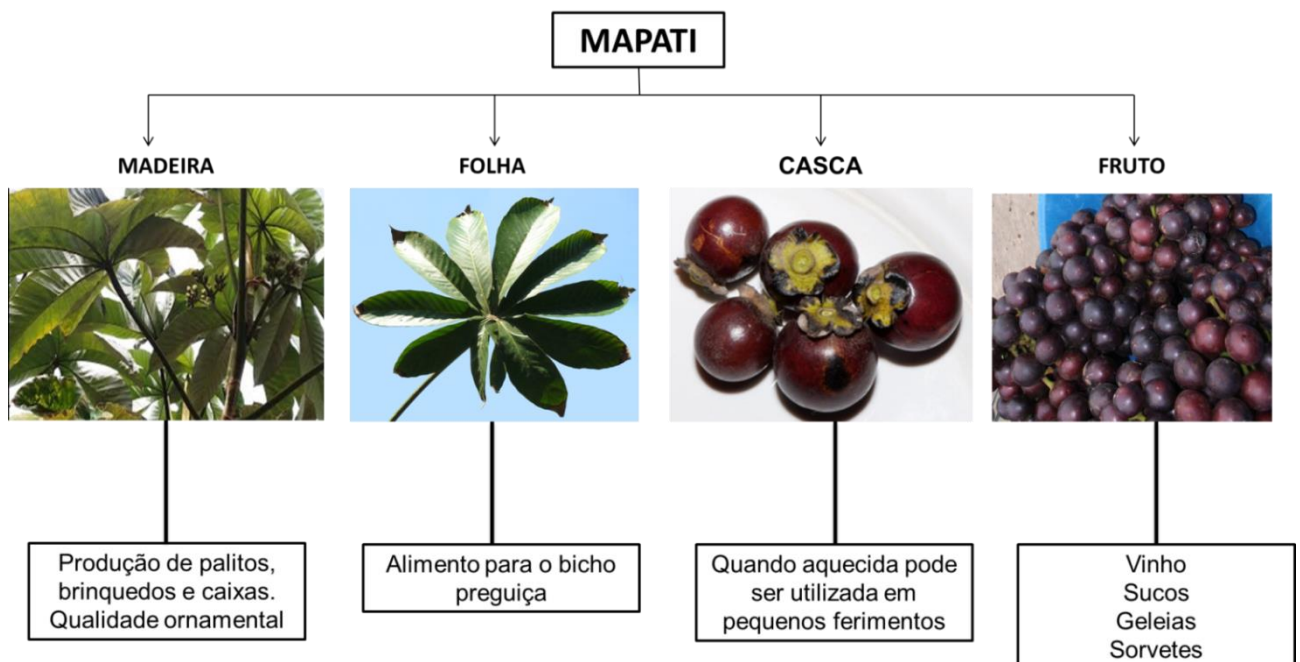 MAPATI
MADEIRA
FOLHA
CASCA
FRUTO
Produção de palitos,
brinquedos e caixas.
Qualidade ornamental
Alimento para o bicho
preguiça
Quando aquecida pode
ser utilizada em
pequenos ferimentos
Vinho
Sucos
Geleias
Sorvetes